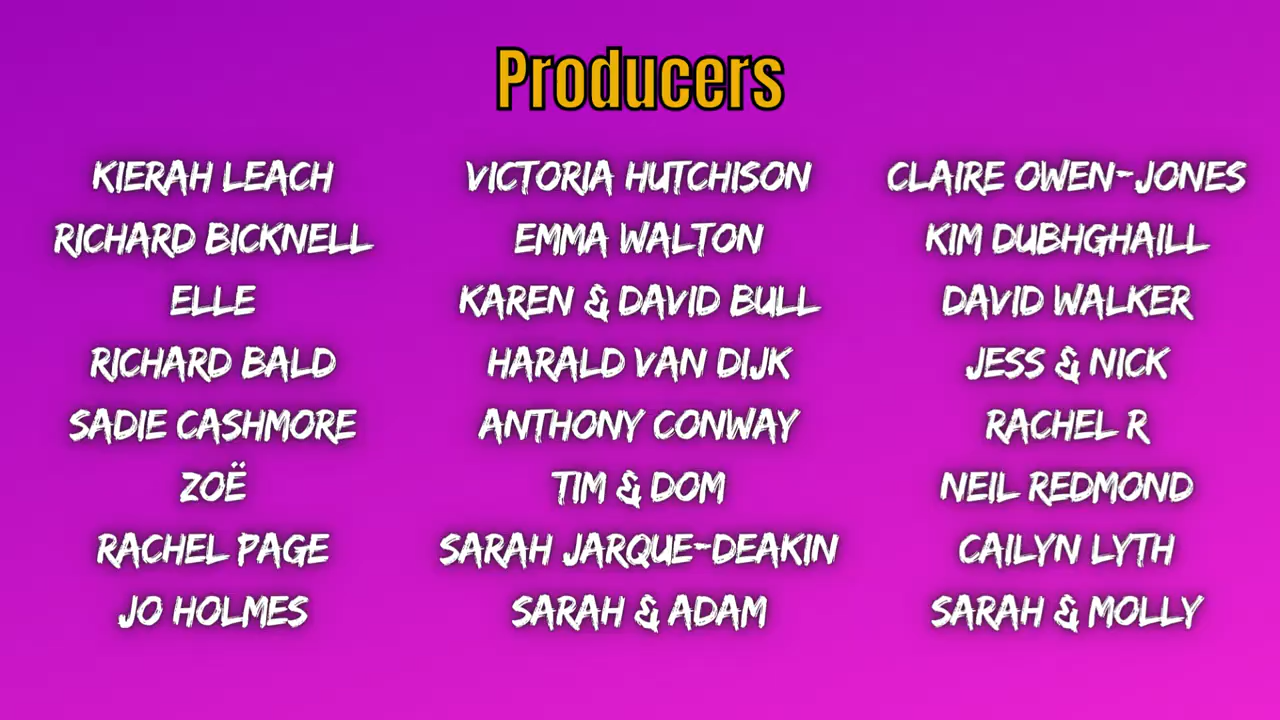 Producers
KIERAH LEACH
RICHARD BICKNELL
ELLE
RICHARD BALD
SADIE CASHMORE
ZOË
RACHEL PAGE
JO HOLMES
VICTORIA HUTCHISON
EMMA WALTON
KAREN & DAVID BULL
HARALD VAN DIJK
ANTHONY CONWAY
TIM & DOM
SARAH JARQUE-DEAKIN
SARAH & ADAM
CLAIRE OWEN-JONES
KIM DUBHGHAILL
DAVID WALKER
JESS & NICK
RACHEL R
NEIL REDMOND
CAILYN LYTH
SARAH & MOLLY